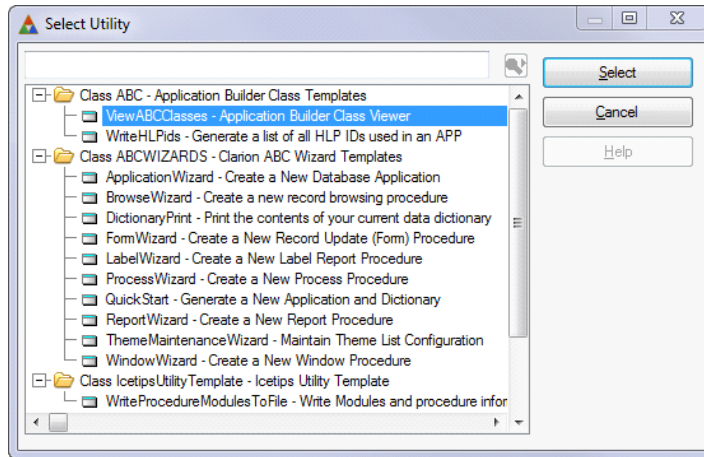 Select Utility
Select
Class ABC - Application Builder Class Templates
ViewABCClasses - Application Builder Class Viewer
Cancel
WriteHLPids - Generate a list of all HLP IDs used in an APP
Class ABCWIZARDS - Clarion ABC Wizard Templates
Help
ApplicationWizard - Create a New Database Application
BrowseWizard - Create a new record browsing procedure
DictionaryPrint - Print the contents of your current data dictionary
FormWizard - Create a New Record Update (Form) Procedure
LabelWizard - Create a New Label Report Procedure
ProcessWizard - Create a New Process Procedure
QuickStart - Generate a New Application and Dictionary
ReportWizard - Create a New Report Procedure
ThemeMaintenanceWizard - Maintain Theme List Configuration
WindowWizard - Create a New Window Procedure
Class IcetipsUtilityTemplate - Icetips Utility Template
WriteProcedureModulesToFile - Write Modules and procedure infor